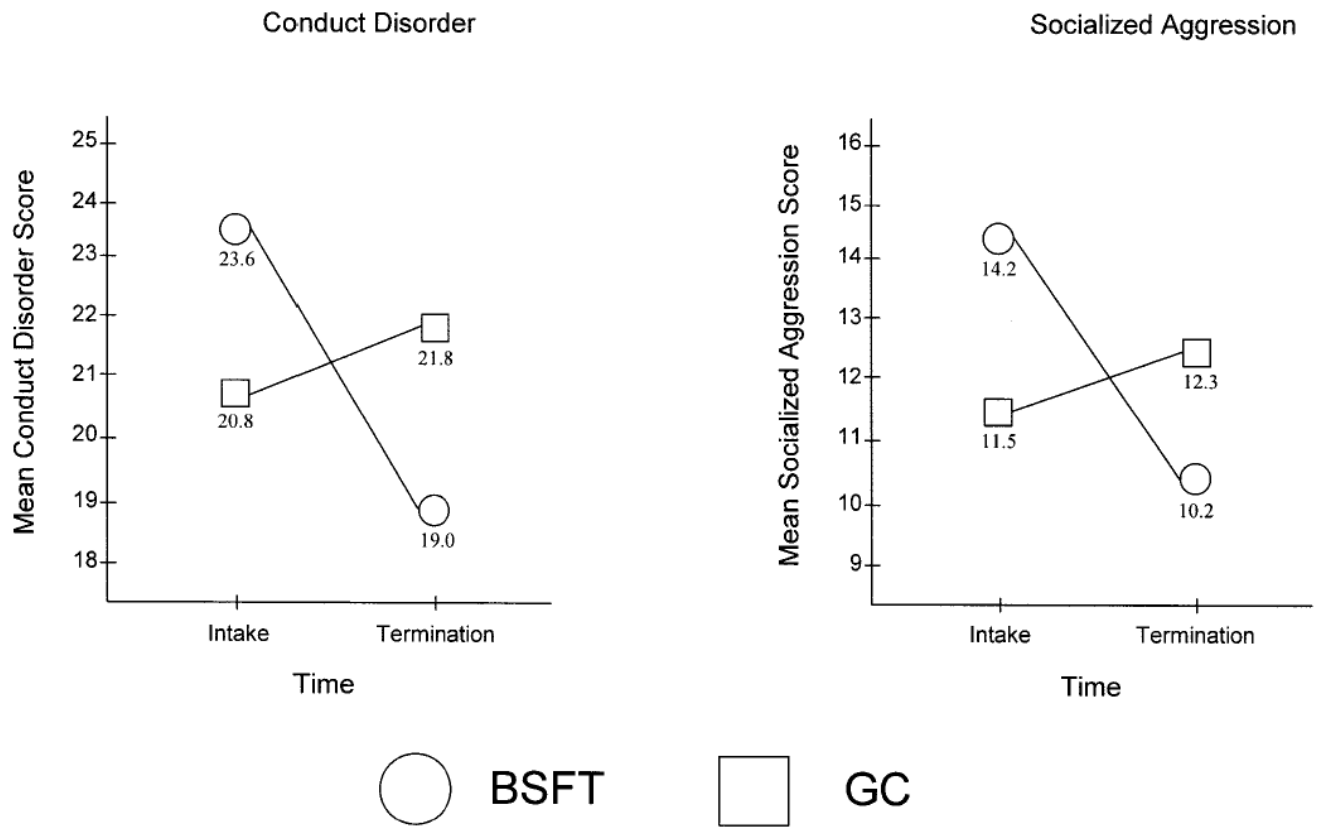 Conduct Disorder
Mean Conduct Disorder Score
25
24
23
22
21
20
19
18
23.6
20.8
21.8
19.0
Intake Termination
Time
Socialized Aggression
Mean Socialized Aggression Score
16
15
14
13
12
11
10
9
14.2
11.5
12.3
10.2
Intake Termination
Time
BSFT GC